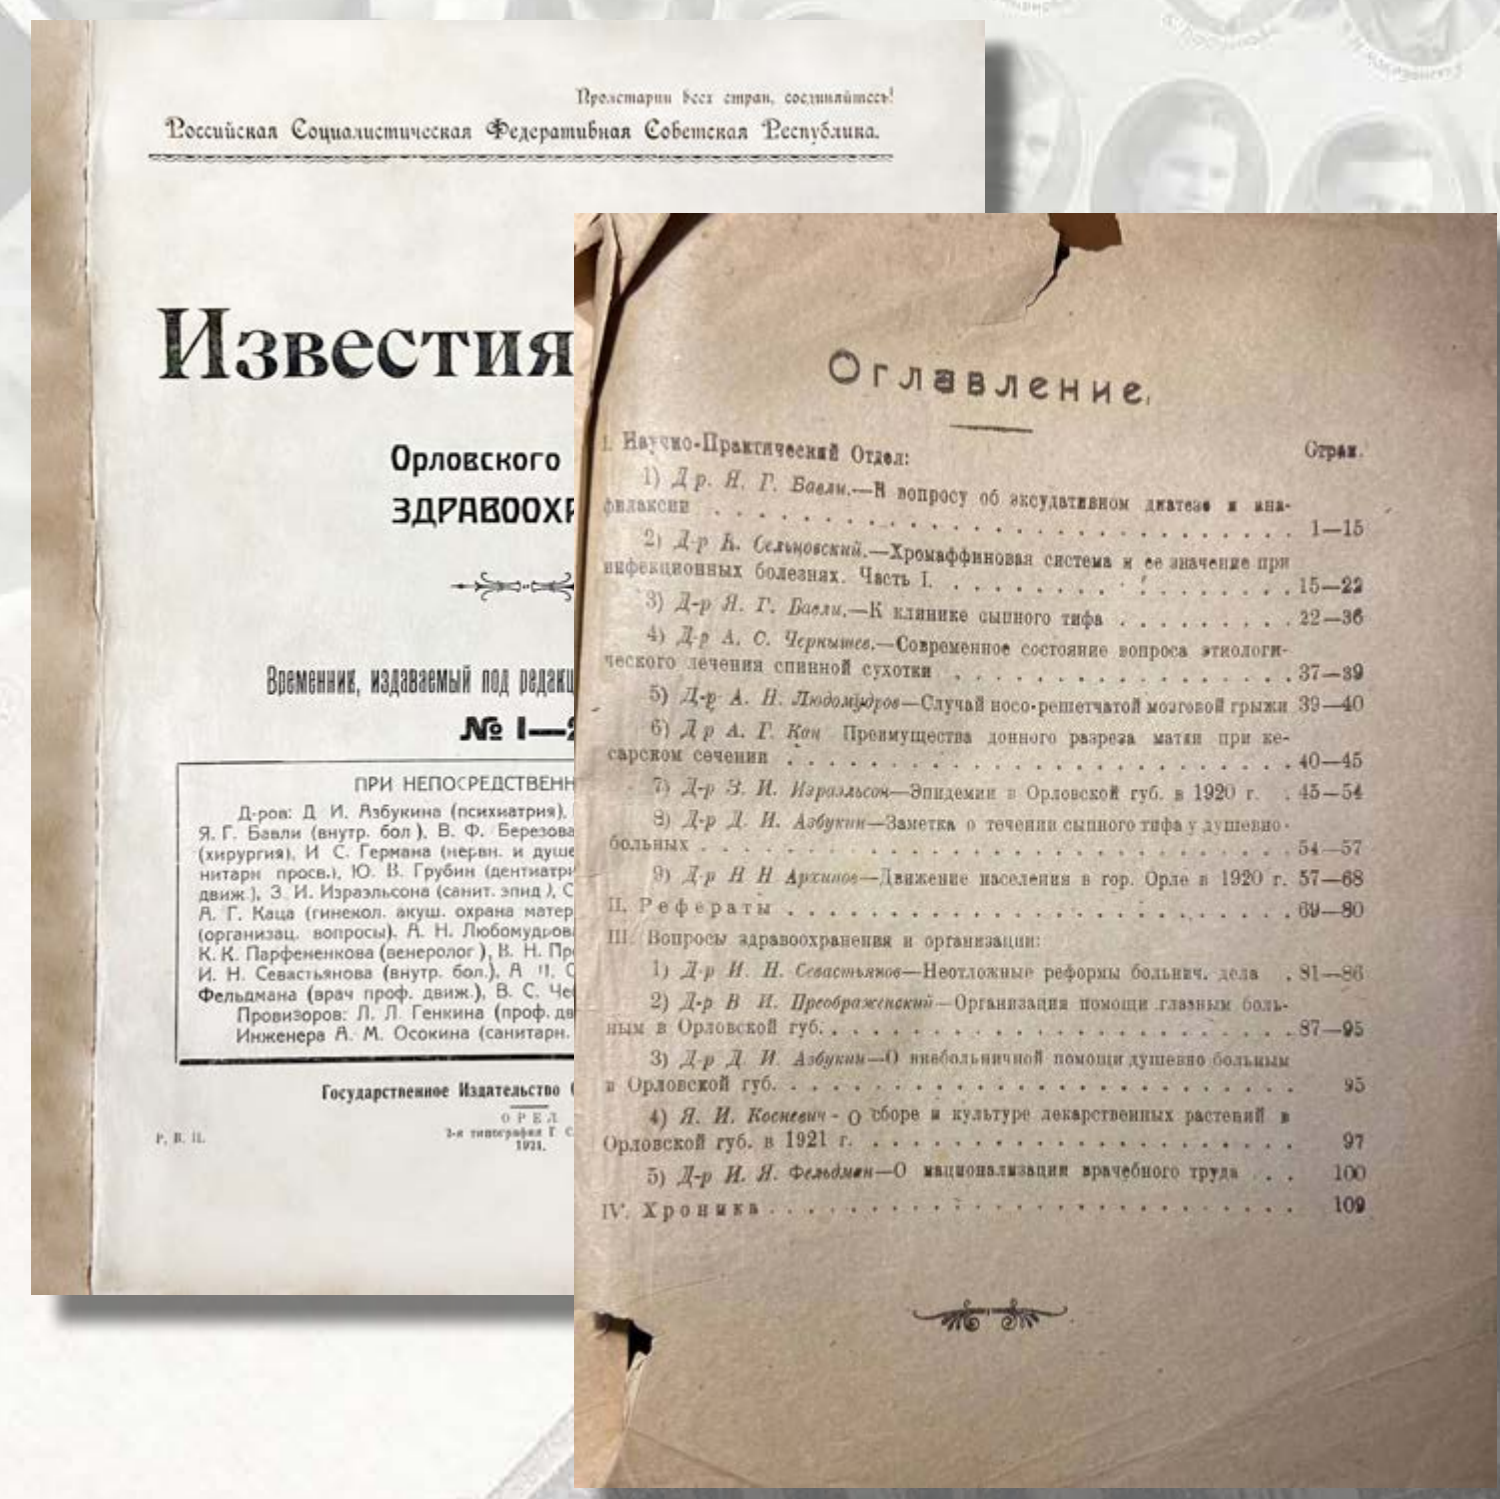 Пролетарии всех стран, соединяйтесь!
Российская Социалистическая Федеративная Советская Республика.
Известия
Орловского
ЗДРАВООХР
Временник, издаваемый под редакц
№ 1—2
ПРИ НЕПОСРЕДСТВЕНН
Д-ров: Д И. Азбукина (психиатрия),
Я. Г. Бавли (внутр. бол ), В. Ф. Березова
(хирургия), И С. Германа (нервн. и душе
нитарн просв.), Ю. В. Грубин (дентиатри
движ.), З. И. Израэльсона (санит. эпид ), С
А. Г. Каца (гинекол. акуш. охрана матер
(организац. вопросы), А. Н. Любомудрова
К. К. Парфененкова (венеролог ), В. Н. Пр
И. Н. Севастьянова (внутр. бол.), А
Фельдмана (врач проф. движ.), В. С. Че
Провизоров: Л. Л. Генкина (проф. дв
Инженера А. М. Осокина (санитарн.
Государственное Издательство
ОРЕЛ
2-я типография Г. С.
Р. В. Ц.
1921.
Оглавление.
I. Научно-Практический Отдел:
Стран.
1) Др. Я. Г. Бавли.—К вопросу об эксудативном диатезе и ана-
филаксии . . . 1—15
2) Д-р К. Сельцовский.—Хромаффиновая система и ее значение при
инфекционных болезнях. Часть I. . . . 15—22
3) Д-р Я. Г. Бавли,—К клинике сыпного тифа . . . 22—36
4) Д-р А. С. Чернышев.—Современное состояние вопроса этиологи-
ческого лечения спинной сухотки . . . 37—39
5) Д-р А. Н. Людомудров—Случай носо-решетчатой мозговой грыжи 39—40
6) Д р А. Г. Кан Преимущества донного разреза матки при ке-
сарском сечении . . . 40—45
7) Д-р З. И. Израэльсон—Эпидемии в Орловской губ. в 1920 г. . 45—54
8) Д-р Д. И. Азбукин—Заметка о течении сыпного тифа у душевно-
больных . . . 54—57
9) Д-р Н Н Архипов—Движение населения в гор. Орле в 1920 г. 57—68
II. Рефераты . . . 69—80
III. Вопросы здравоохранения и организации:
1) Д-р И. Н. Севастьянов—Неотложные реформы больнич. дела . 81—86
2) Д-р В И. Преображенский—Организация помощи глазным боль-
ным в Орловской губ. . . . 87—95
3) Д-р Д. И. Азбукин—О внебольничной помощи душевно больным
в Орловской губ. . . . 95
4) Я. И. Косневич - О сборе и культуре лекарственных растений в
Орловской губ. в 1921 г. . . . 97
5) Д-р И. Я. Фельдман—О национализации врачебного труда . . . 100
IV. Хроника . . . 109